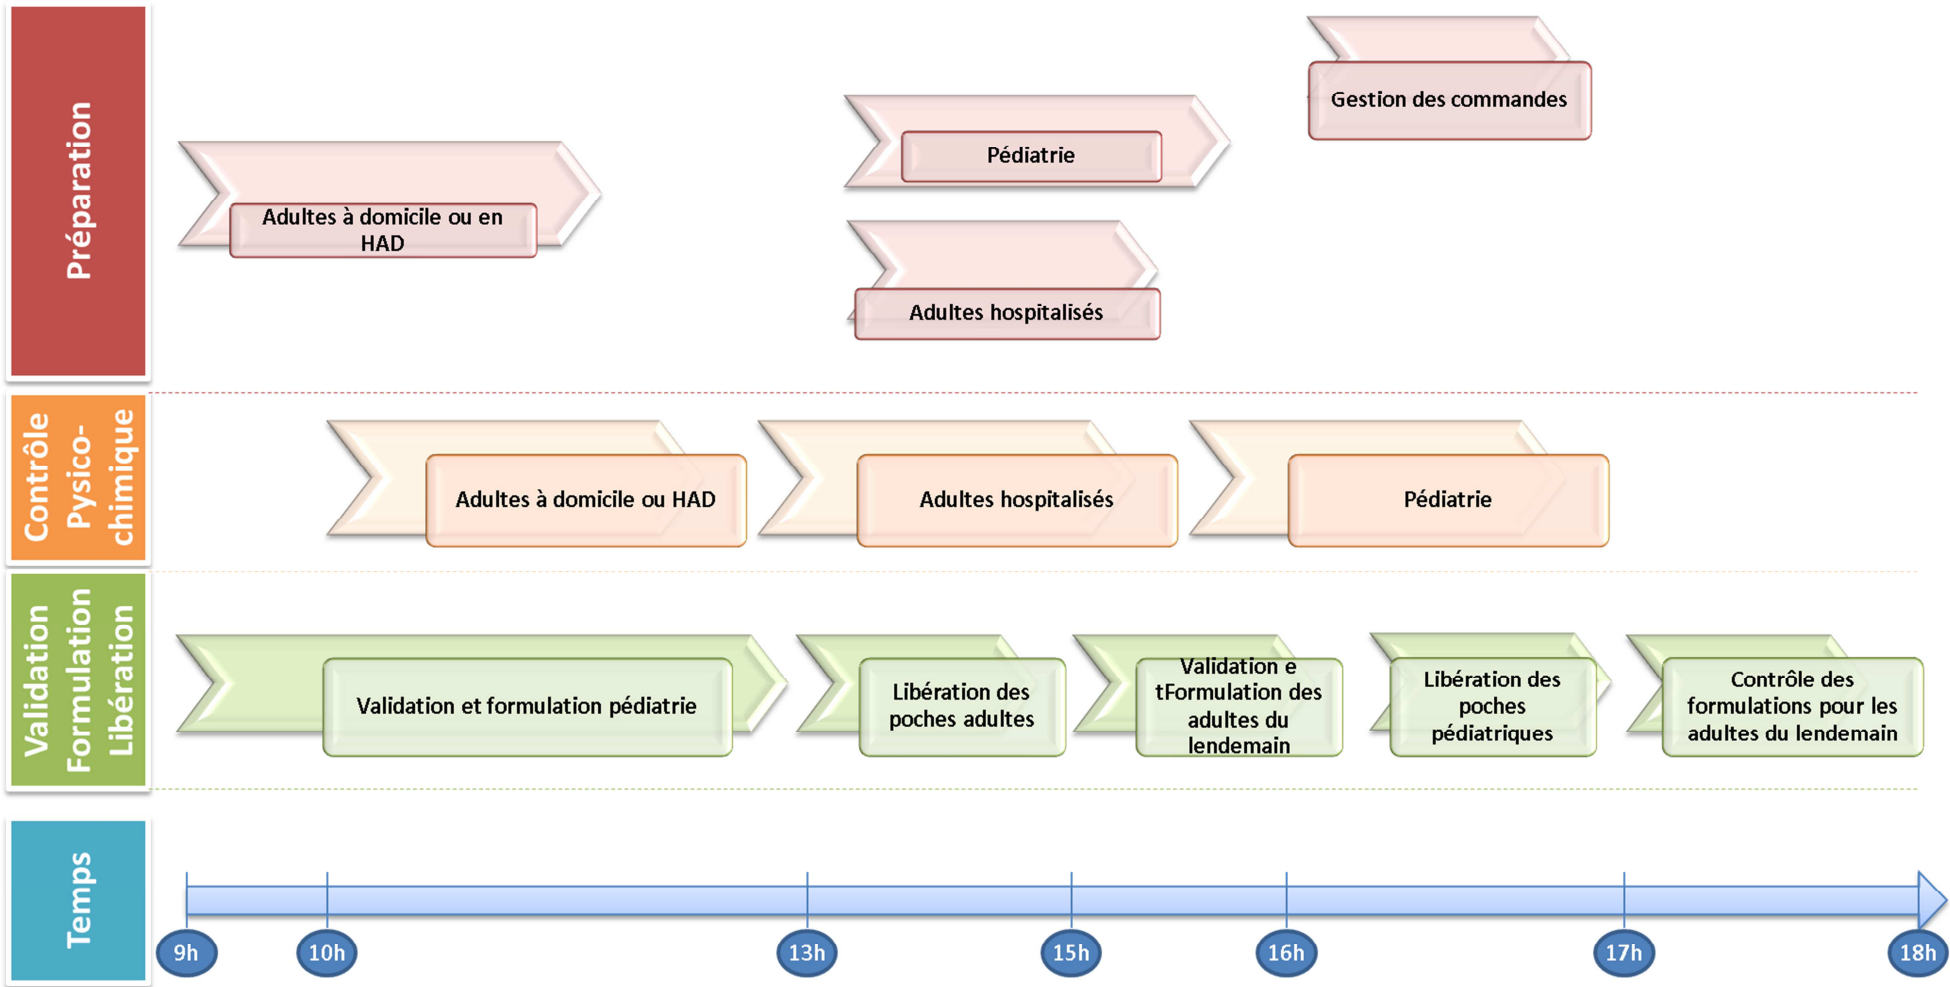 Préparation
Gestion des commandes
Pédiatrie
Adultes à domicile ou en
HAD
Adultes hospitalisés
Contrôle
Pysico-
chimique
Adultes à domicile ou HAD
Adultes hospitalisés
Pédiatrie
Validation
Formulation
Libération
Validation et formulation pédiatrie
Libération des
poches adultes
Validation e
tFormulation des
adultes du
lendemain
Libération des
poches
pédiatriques
Contrôle des
formulations pour les
adultes du lendemain
Temps
9h
10h
13h
15h
16h
17h
18h